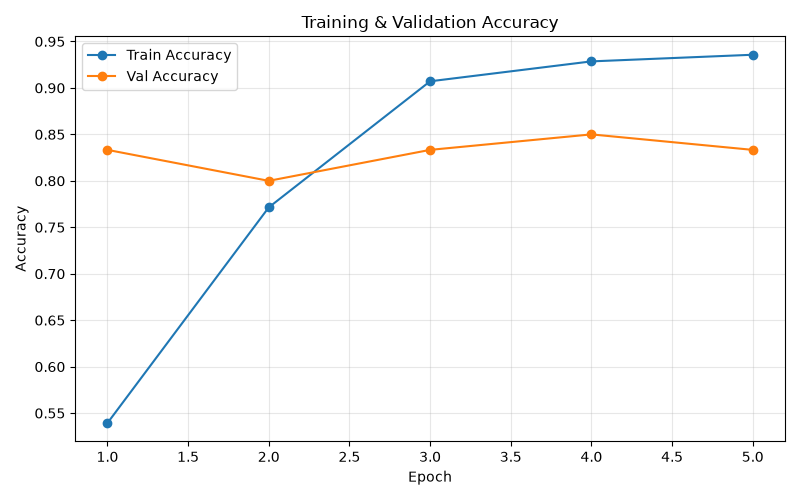 Training & Validation Accuracy
Train Accuracy
Val Accuracy
Accuracy
0.95
0.90
0.85
0.80
0.75
0.70
0.65
0.60
0.55
1.0 1.5 2.0 2.5 3.0 3.5 4.0 4.5 5.0
Epoch